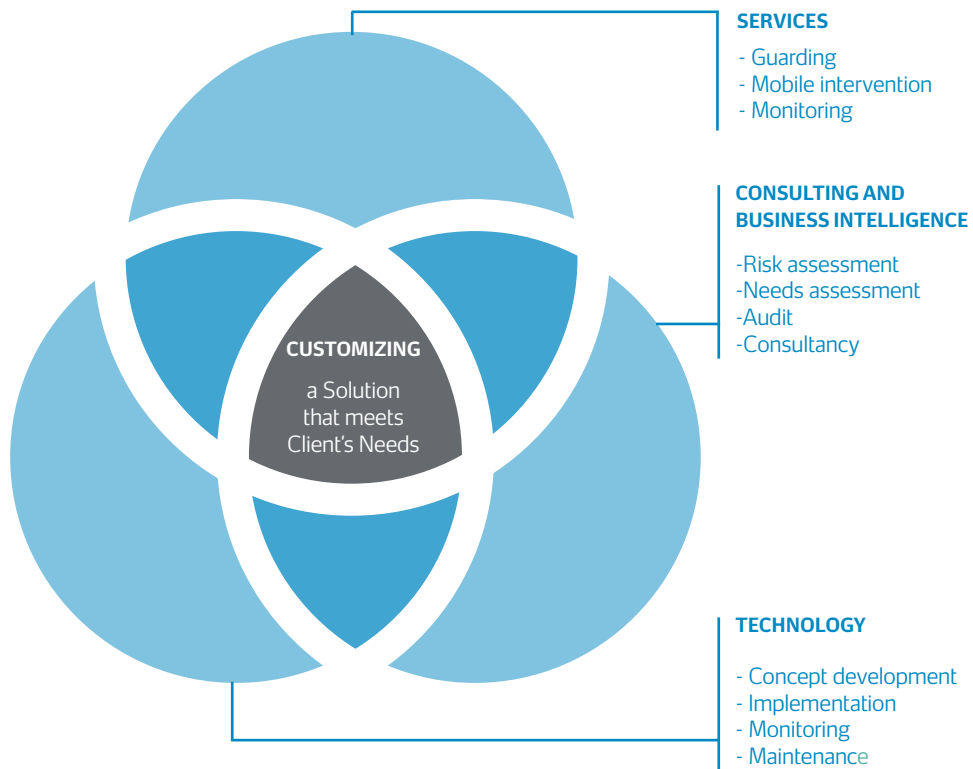 SERVICES
- Guarding
- Mobile intervention
- Monitoring
CONSULTING AND
BUSINESS INTELLIGENCE
-Risk assessment
-Needs assessment
-Audit
-Consultancy
CUSTOMIZING
a Solution
that meets
Client's Needs
TECHNOLOGY
- Concept development
- Implementation
- Monitoring
- Maintenance